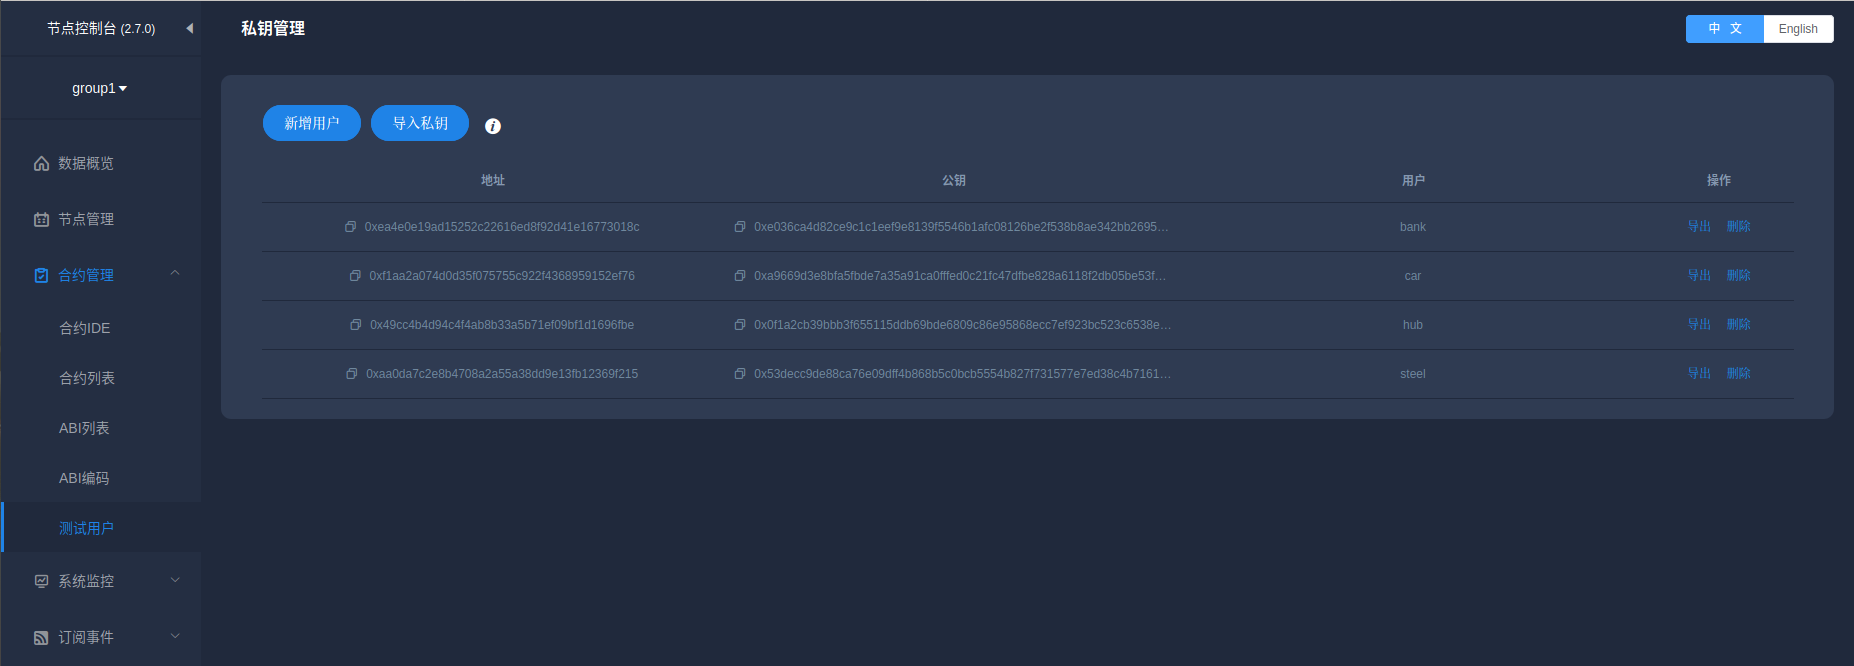 节点控制台 (2.7.0)
group1
数据概览
节点管理
合约管理
合约IDE
合约列表
ABI列表
ABI编码
测试用户
系统监控
订阅事件
私钥管理
中 文 English
新增用户 导入私钥
地址 公钥 用户 操作
0xea4e0e19ad15252c22616ed8f92d41e16773018c 0xe036ca4d82ce9c1c1eef9e8139f5546b1afc08126be2f538b8ae342bb2695… bank 导出 删除
0xf1aa2a074d0d35f075755c922f4368959152ef76 0xa9669d3e8bfa5fbde7a35a91ca0fffed0c21fc47dfbe828a6118f2db05be53f… car 导出 删除
0x49cc4b4d94c4f4ab8b33a5b71ef09bf1d1696fbe 0x0f1a2cb39bbb3f655115ddb69bde6809c86e95868ecc7ef923bc523c6538e… hub 导出 删除
0xaa0da7c2e8b4708a2a55a38dd9e13fb12369f215 0x53decc9de88ca76e09dff4b868b5c0bcb5554b827f731577e7ed38c4b7161… steel 导出 删除